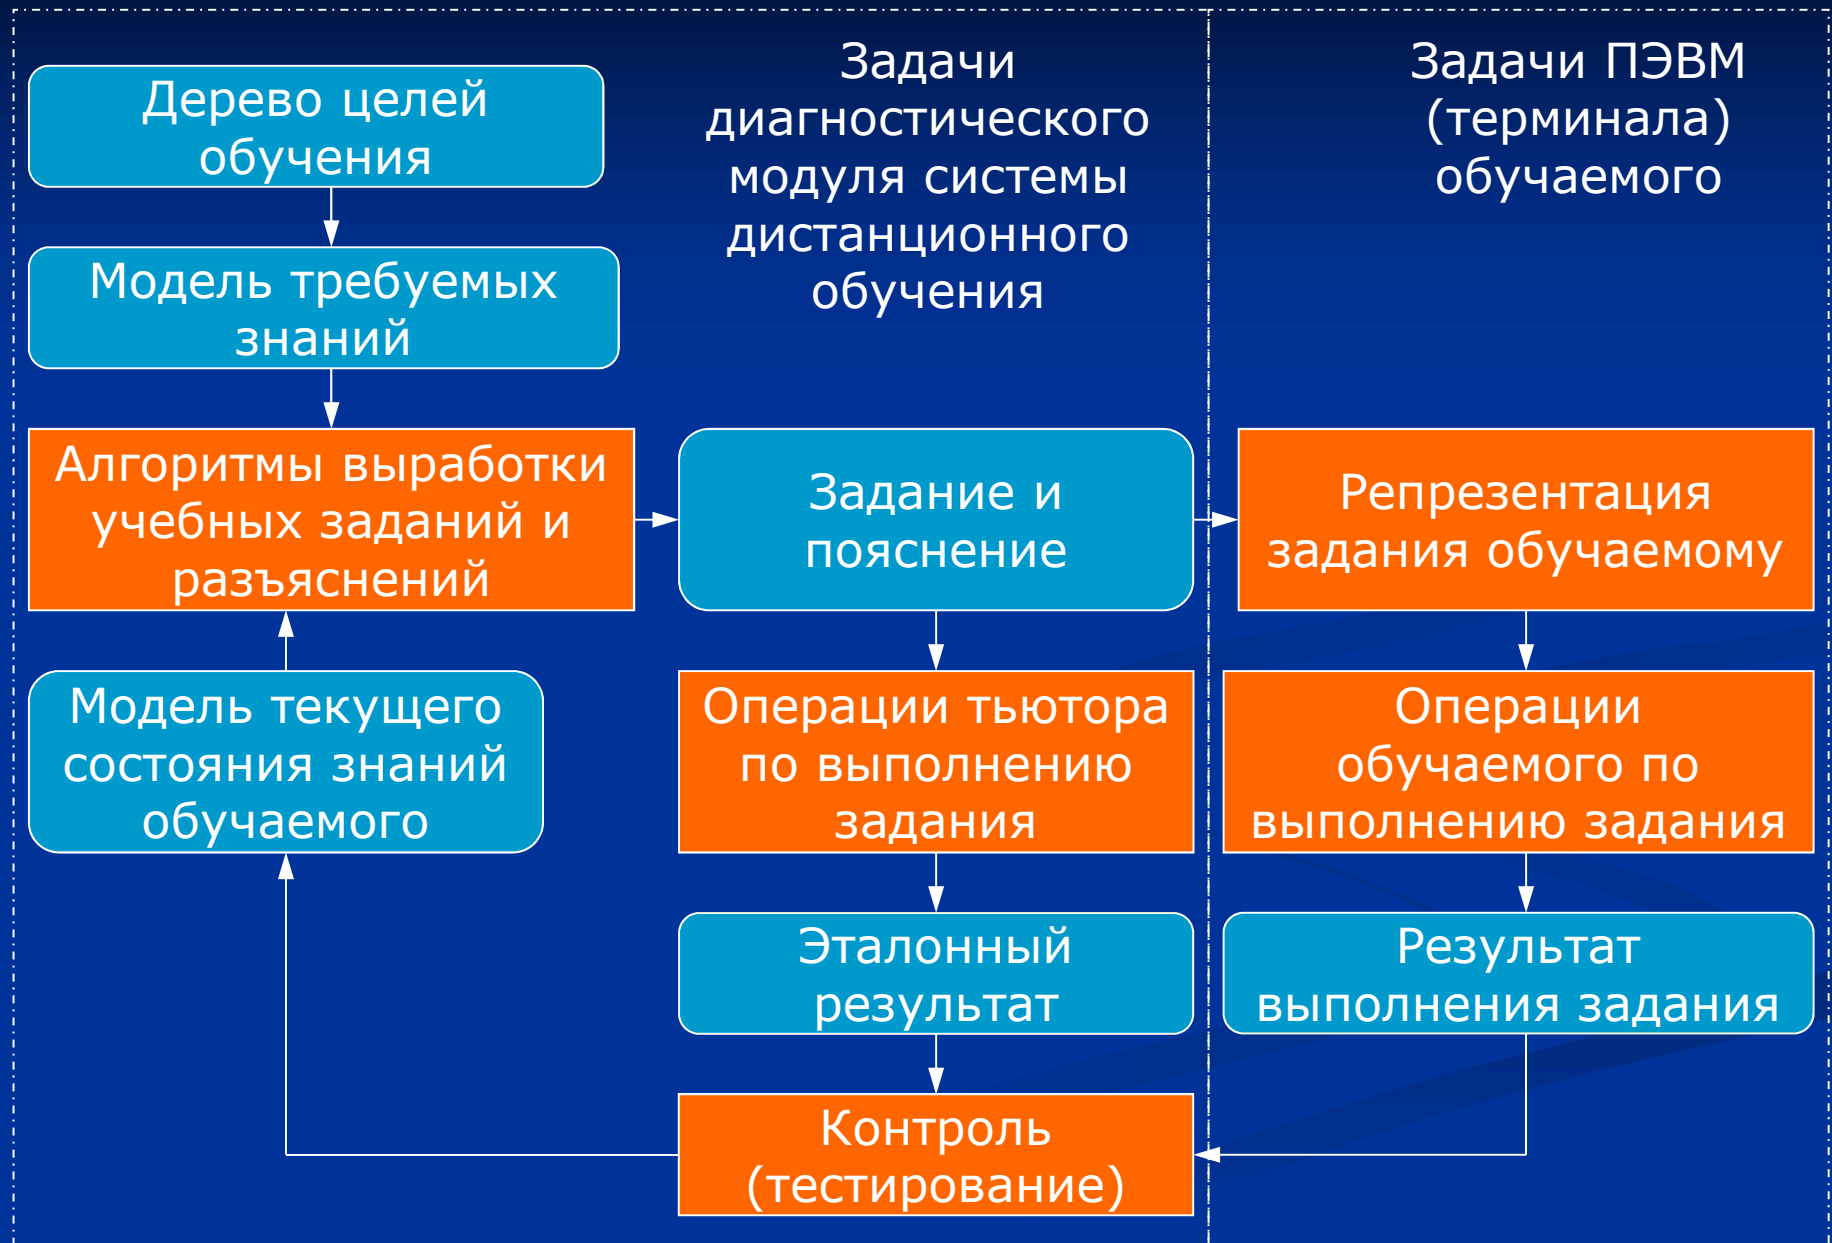 Дерево целей
обучения
Модель требуемых
знаний
Задачи
диагностического
модуля системы
дистанционного
обучения
Задачи ПЭВМ
(терминала)
обучаемого
Алгоритмы выработки
учебных заданий и
разъяснений
Задание и
пояснение
Репрезентация
задания обучаемому
Модель текущего
состояния знаний
обучаемого
Операции тьютора
по выполнению
задания
Операции
обучаемого по
выполнению задания
Эталонный
результат
Результат
выполнения задания
Контроль
(тестирование)